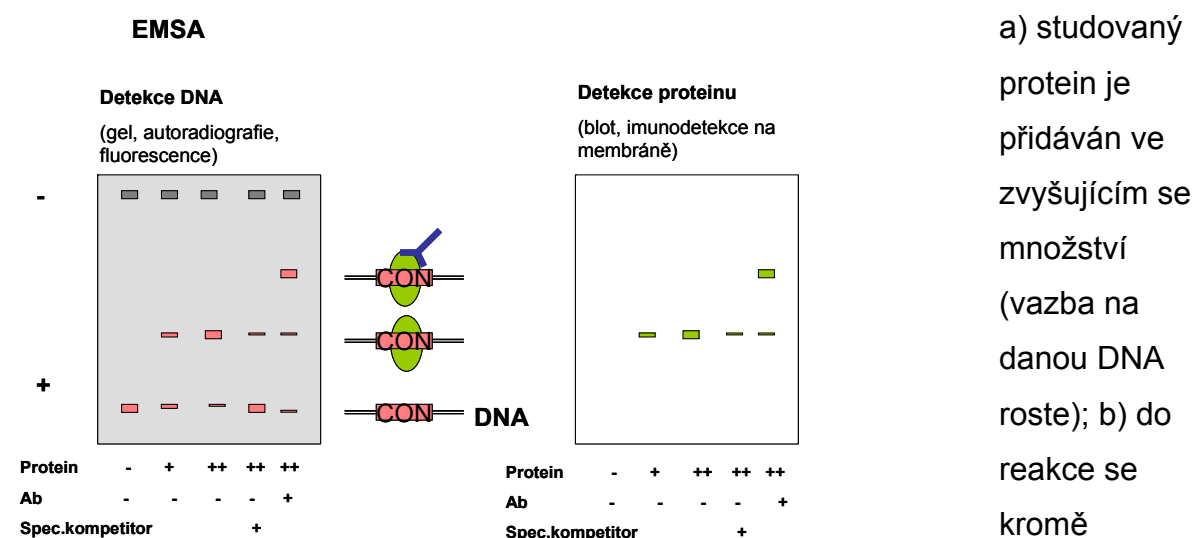 EMSA
Detekce DNA
(gel, autoradiografie,
fluorescence)
-
+
Protein - + ++ ++ ++
Ab - - - - +
Spec.kompetitor +
CON
CON
CON DNA
Detekce proteinu
(blot, imunodetekce na
membráně)
Protein - + ++ ++ ++
Ab - - - - +
Spec.kompetitor +
a) studovaný
protein je
přidáván ve
zvyšujícím se
množství
(vazba na
danou DNA
roste); b) do
reakce se
kromě